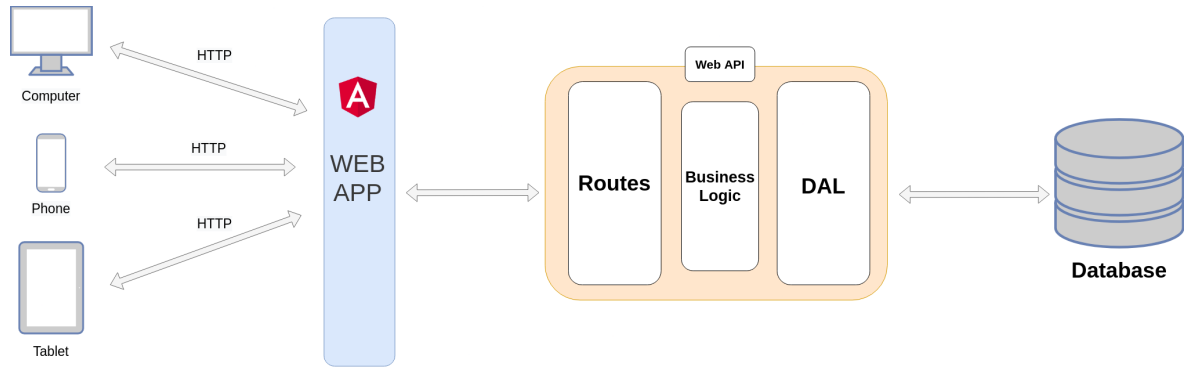 Computer
HTTP
Phone
HTTP
Tablet
HTTP
A
WEB
APP
Web API
Routes
Business
Logic
DAL
Database